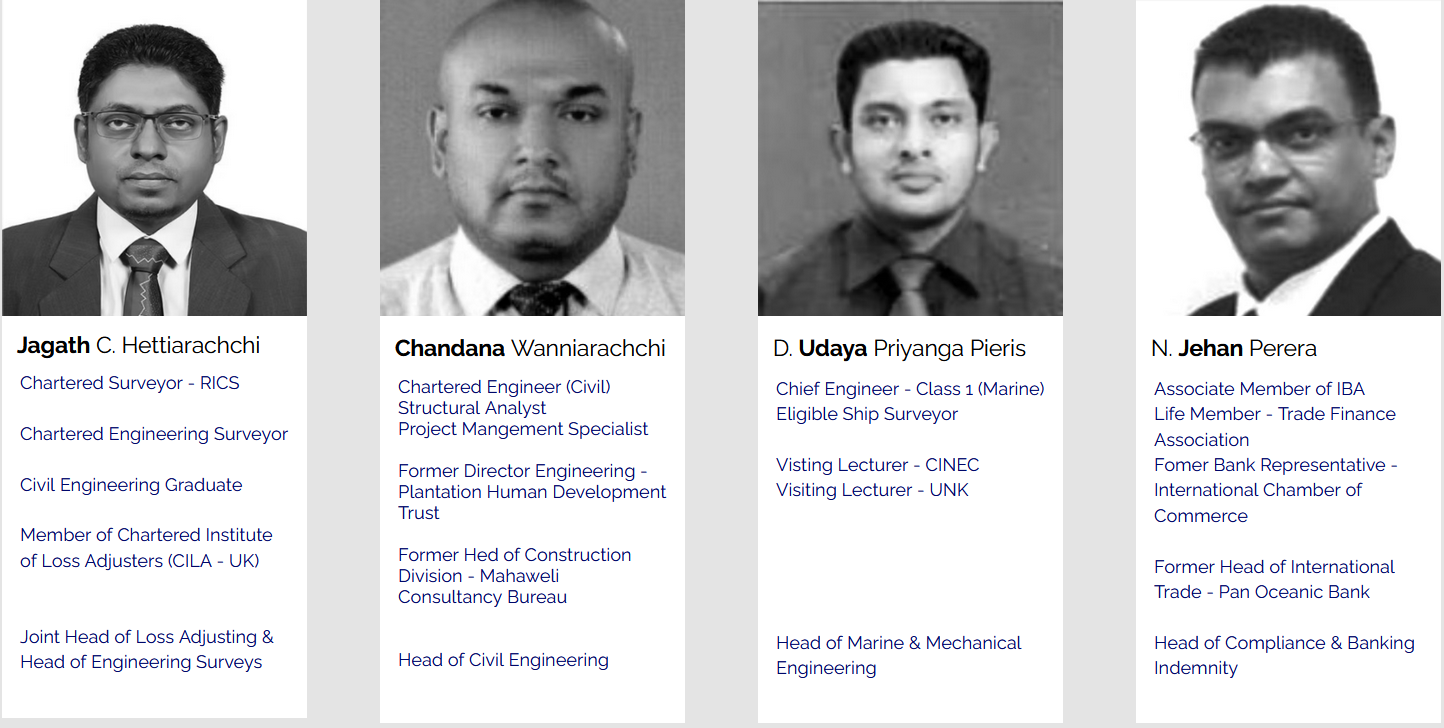 Jagath C. Hettiarachchi
Chartered Surveyor - RICS
Chartered Engineering Surveyor
Civil Engineering Graduate
Member of Chartered Institute
of Loss Adjusters (CILA - UK)
Joint Head of Loss Adjusting &
Head of Engineering Surveys
Chandana Wanniarachchi
Chartered Engineer (Civil)
Structural Analyst
Project Mangement Specialist
Former Director Engineering -
Plantation Human Development
Trust
Former Hed of Construction
Division - Mahaweli
Consultancy Bureau
Head of Civil Engineering
D. Udaya Priyanga Pieris
Chief Engineer - Class 1 (Marine)
Eligible Ship Surveyor
Visting Lecturer - CINEC
Visiting Lecturer - UNK
Head of Marine & Mechanical
Engineering
N. Jehan Perera
Associate Member of IBA
Life Member - Trade Finance
Association
Fomer Bank Representative -
International Chamber of
Commerce
Former Head of International
Trade - Pan Oceanic Bank
Head of Compliance & Banking
Indemnity